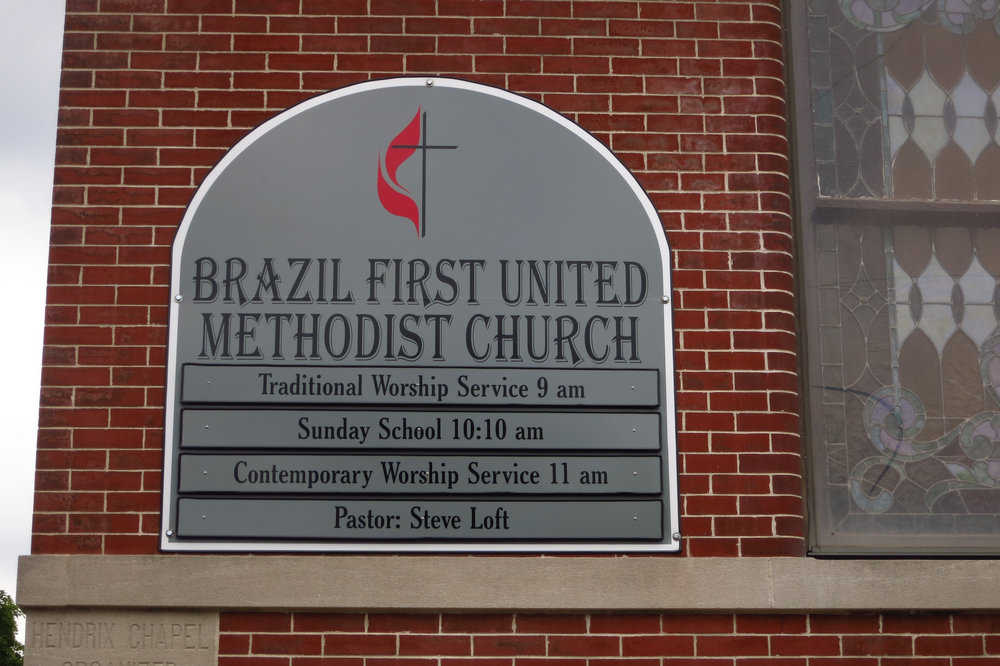 BRAZIL FIRST UNITED
METHODIST CHURCH
Traditional Worship Service 9 am
Sunday School 10:10 am
Contemporary Worship Service 11 am
Pastor: Steve Loft
HENDRIX CHAPEL
ORGANIZED